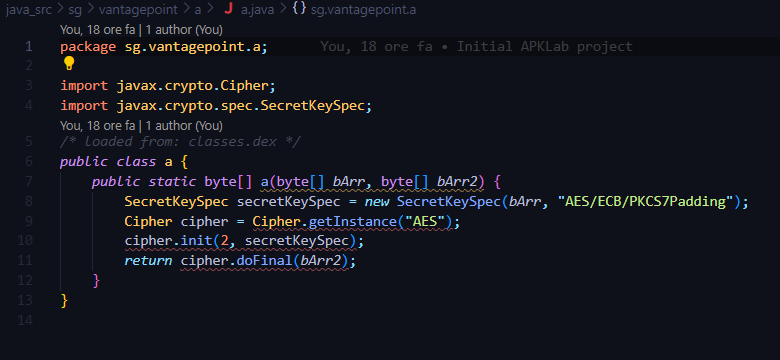 java_src > sg > vantagepoint > a > J a.java > {} sg.vantagepoint.a
You, 18 ore fa | 1 author (You)
1 package sg.vantagepoint.a; You, 18 ore fa • Initial APKLab project
2
3 import javax.crypto.Cipher;
4 import javax.crypto.spec.SecretKeySpec;
You, 18 ore fa | 1 author (You)
5 /* loaded from: classes.dex */
6 public class a {
7 public static byte[] a(byte[] bArr, byte[] bArr2) {
8 SecretKeySpec secretKeySpec = new SecretKeySpec(bArr, "AES/ECB/PKCS7Padding");
9 Cipher cipher = Cipher.getInstance("AES");
10 cipher.init(2, secretKeySpec);
11 return cipher.doFinal(bArr2);
12 }
13 }
14